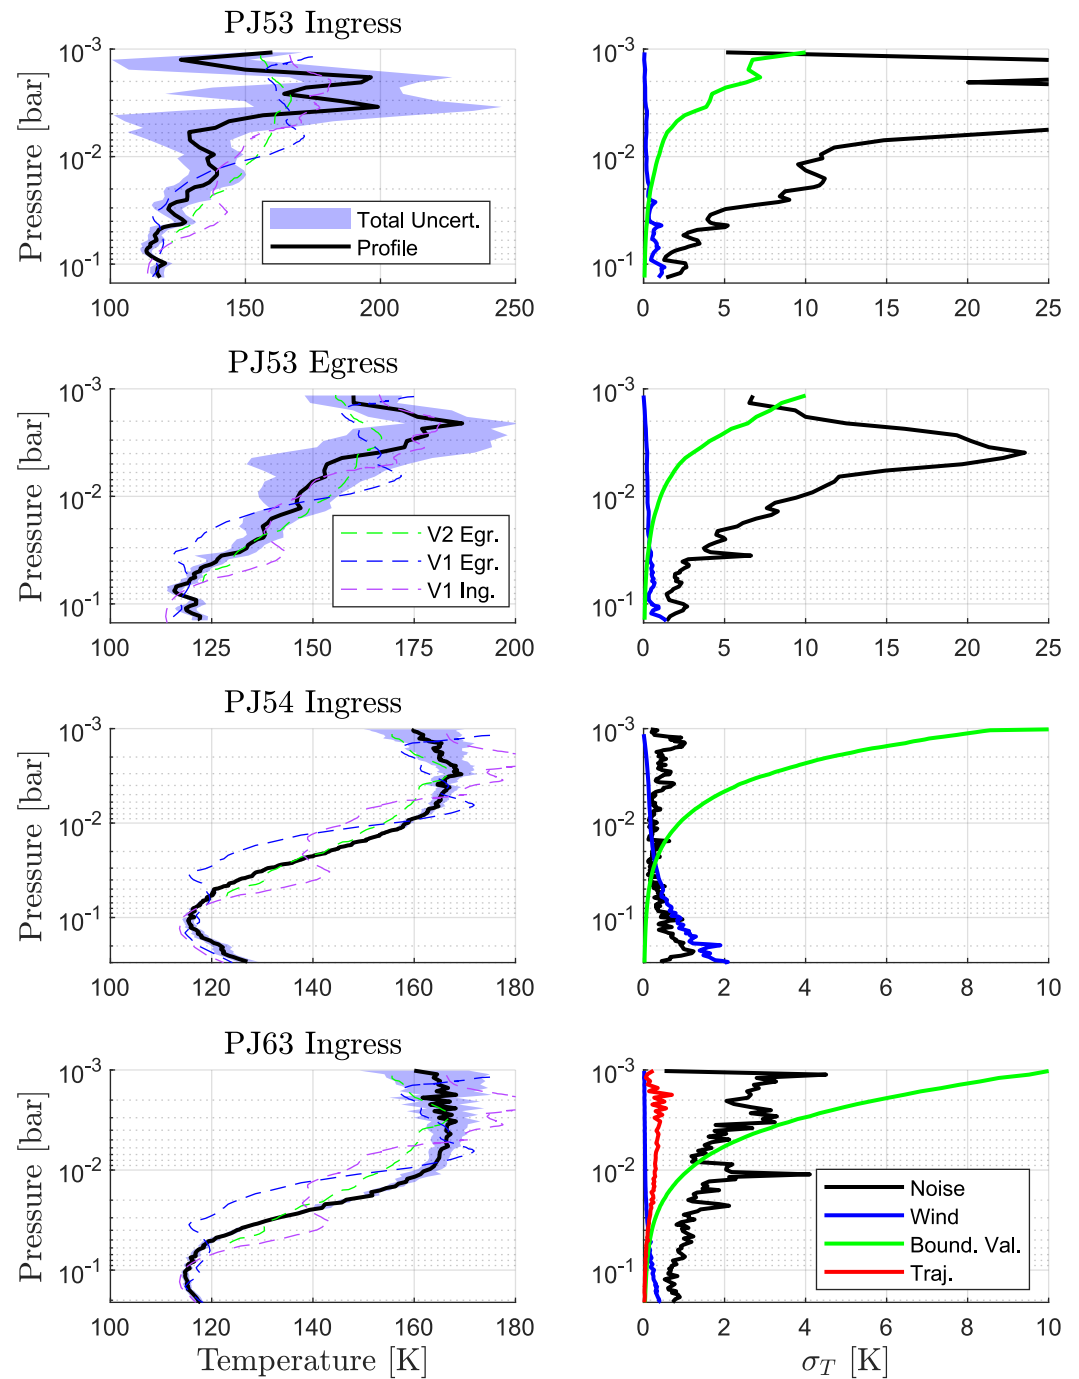 PJ53 Ingress
Pressure [bar]
10⁻³
10⁻²
10⁻¹
Total Uncert.
Profile
100 150 200 250
10⁻³
10⁻²
10⁻¹
0 5 10 15 20 25
PJ53 Egress
Pressure [bar]
10⁻³
10⁻²
10⁻¹
V2 Egr.
V1 Egr.
V1 Ing.
100 125 150 175 200
10⁻³
10⁻²
10⁻¹
0 5 10 15 20 25
PJ54 Ingress
Pressure [bar]
10⁻³
10⁻²
10⁻¹
100 120 140 160 180
10⁻³
10⁻²
10⁻¹
0 2 4 6 8 10
PJ63 Ingress
Pressure [bar]
10⁻³
10⁻²
10⁻¹
100 120 140 160 180
Temperature [K]
10⁻³
10⁻²
10⁻¹
Noise
Wind
Bound. Val.
Traj.
0 2 4 6 8 10
σ_T [K]